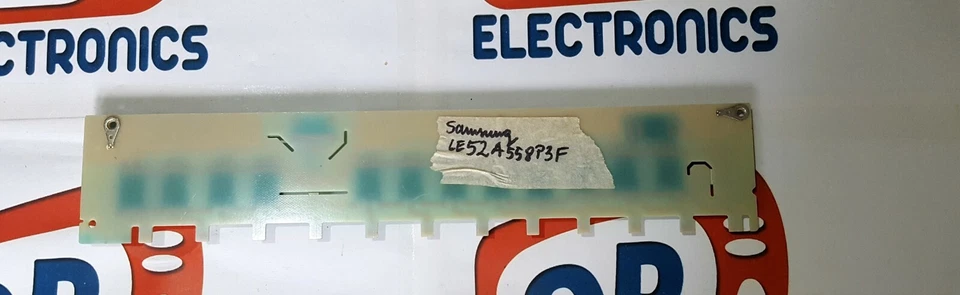 CTRONICS
ELECTRONICS
Samsung
LE52A558P3F